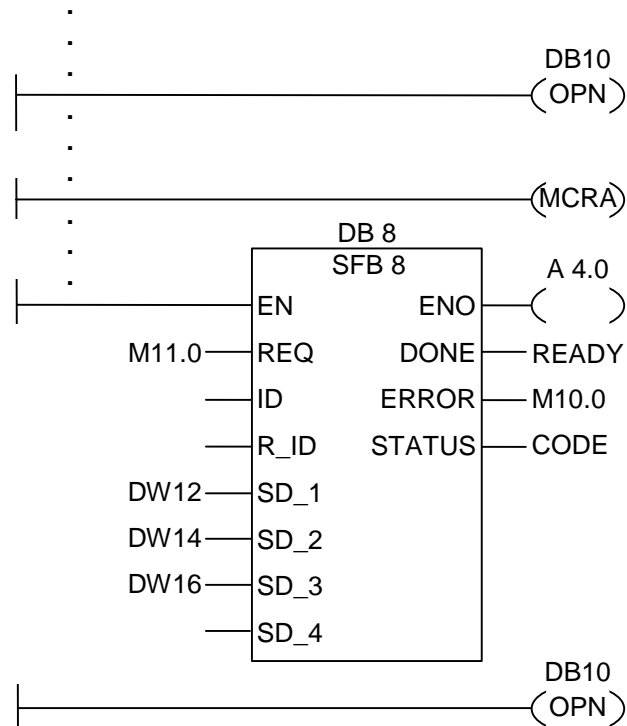 DB10
(OPN)
(MCRA)
DB 8
SFB 8
A 4.0
EN ENO
M11.0 REQ DONE READY
ID ERROR M10.0
R_ID STATUS CODE
DW12 SD_1
DW14 SD_2
DW16 SD_3
SD_4
DB10
(OPN)